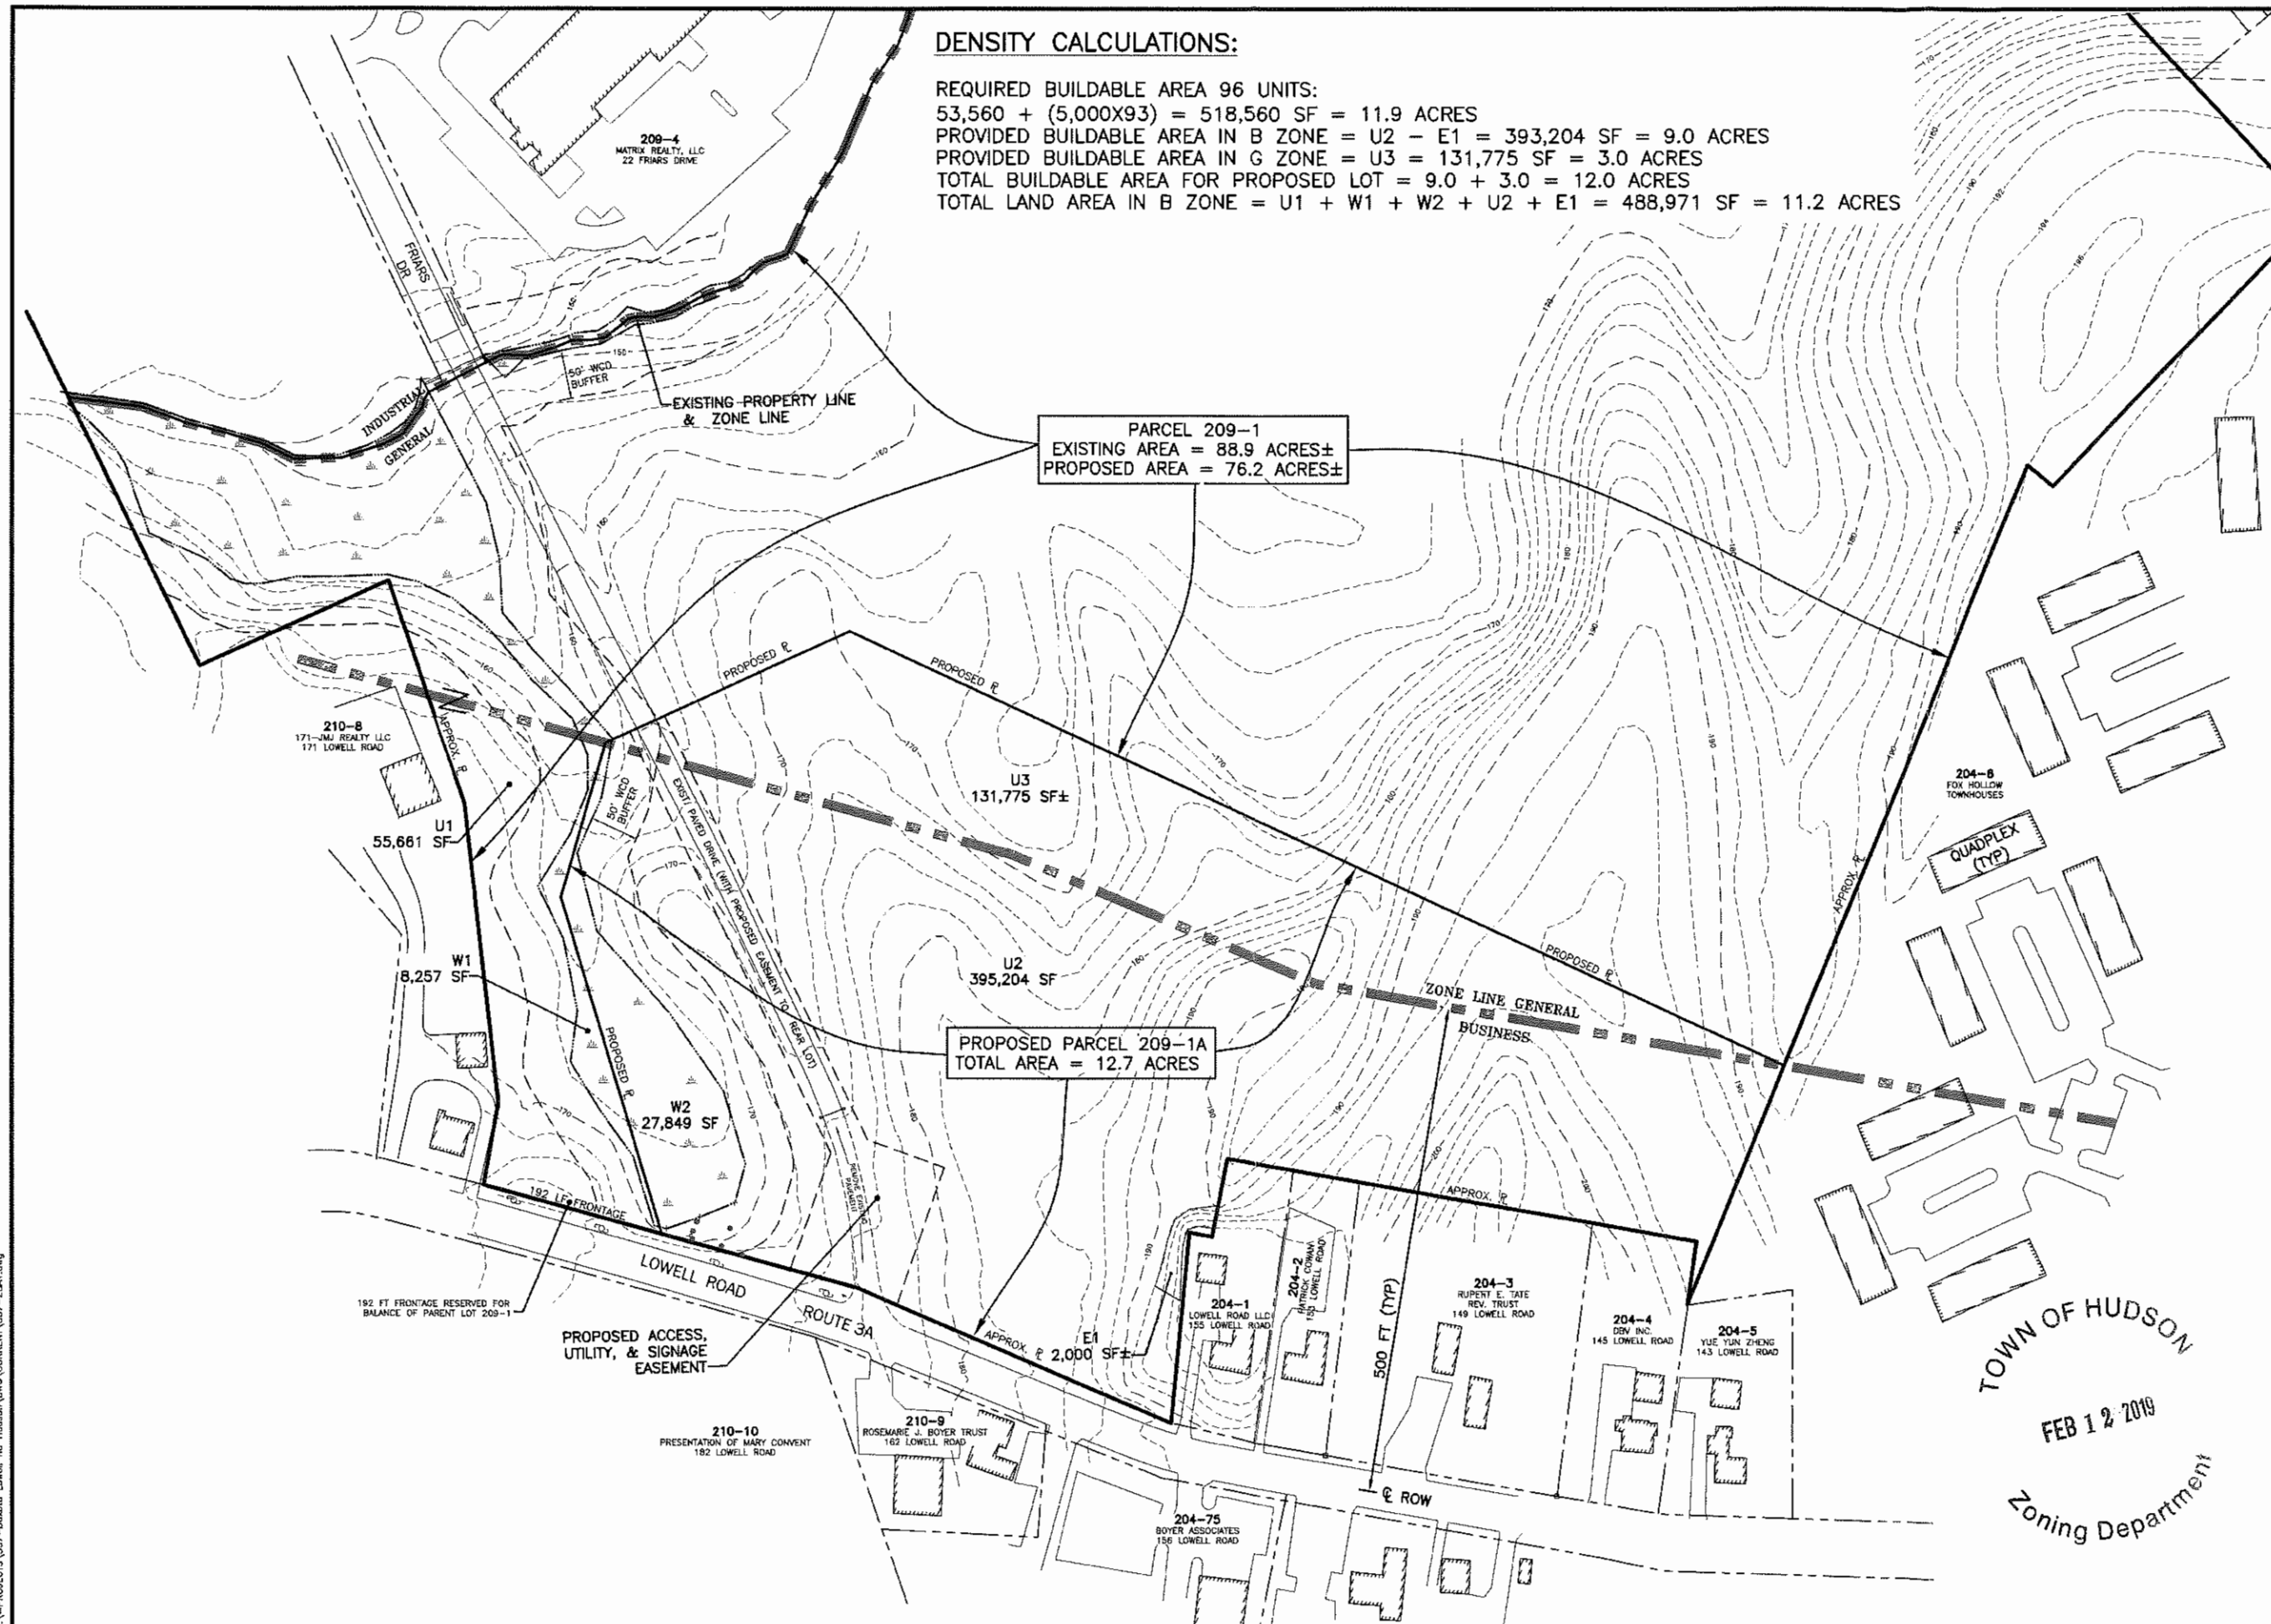 DENSITY CALCULATIONS:
REQUIRED BUILDABLE AREA 96 UNITS:
53,560 + (5,000X93) = 518,560 SF = 11.9 ACRES
PROVIDED BUILDABLE AREA IN B ZONE = U2 - E1 = 393,204 SF = 9.0 ACRES
PROVIDED BUILDABLE AREA IN G ZONE = U3 = 131,775 SF = 3.0 ACRES
TOTAL BUILDABLE AREA FOR PROPOSED LOT = 9.0 + 3.0 = 12.0 ACRES
TOTAL LAND AREA IN B ZONE = U1 + W1 + W2 + U2 + E1 = 488,971 SF = 11.2 ACRES
209-4
MATRIX REALTY, LLC
22 FRIARS DRIVE
FRIARS
DR
INDUSTRIAL
GENERAL
50' WCD
BUFFER
150
EXISTING PROPERTY LINE
& ZONE LINE
PARCEL 209-1
EXISTING AREA = 88.9 ACRES±
PROPOSED AREA = 76.2 ACRES±
PROPOSED ⅊
PROPOSED ⅊
210-8
171-JMJ REALTY LLC
171 LOWELL ROAD
APPROX. ⅊
U1
55,661 SF
50' WCD
BUFFER
EXIST/ PAVED DRIVE (WITH PROPOSED EASEMENT TO REAR LOT)
U3
131,775 SF±
204-6
FOX HOLLOW
TOWNHOUSES
QUADPLEX
(TYP)
APPROX. ⅊
W1
8,257 SF
U2
395,204 SF
PROPOSED ⅊
ZONE LINE GENERAL
BUSINESS
PROPOSED ⅊
PROPOSED PARCEL 209-1A
TOTAL AREA = 12.7 ACRES
W2
27,849 SF
REMOVE EXISTING
PAVEMENT
192 LF FRONTAGE
APPROX. ⅊
LOWELL ROAD
ROUTE 3A
192 FT FRONTAGE RESERVED FOR
BALANCE OF PARENT LOT 209-1
PROPOSED ACCESS,
UTILITY, & SIGNAGE
EASEMENT
APPROX. ⅊
E1
2,000 SF±
204-1
LOWELL ROAD LLC
155 LOWELL ROAD
204-2
PATRICK COWAN
151 LOWELL ROAD
500 FT (TYP)
204-3
RUPERT E. TATE
REV. TRUST
149 LOWELL ROAD
204-4
DBV INC.
145 LOWELL ROAD
204-5
YUE YUN ZHENG
143 LOWELL ROAD
210-10
PRESENTATION OF MARY CONVENT
182 LOWELL ROAD
210-9
ROSEMARIE J. BOYER TRUST
162 LOWELL ROAD
204-75
BOYER ASSOCIATES
156 LOWELL ROAD
℄ ROW
TOWN OF HUDSON
FEB 12 2019
Zoning Department